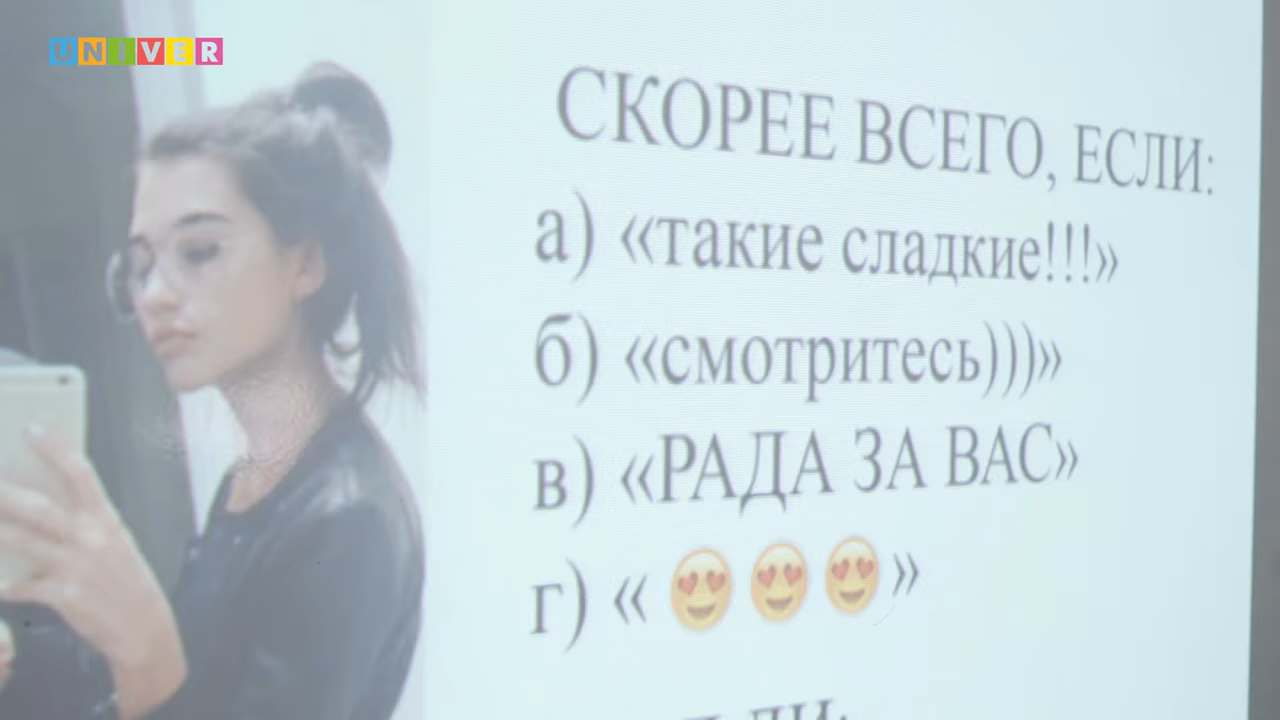 UNIVER
СКОРЕЕ ВСЕГО, ЕСЛИ:
а) «такие сладкие!!!»
б) «смотритесь)))»
в) «РАДА ЗА ВАС»
г) « 😍 😍 😍 »